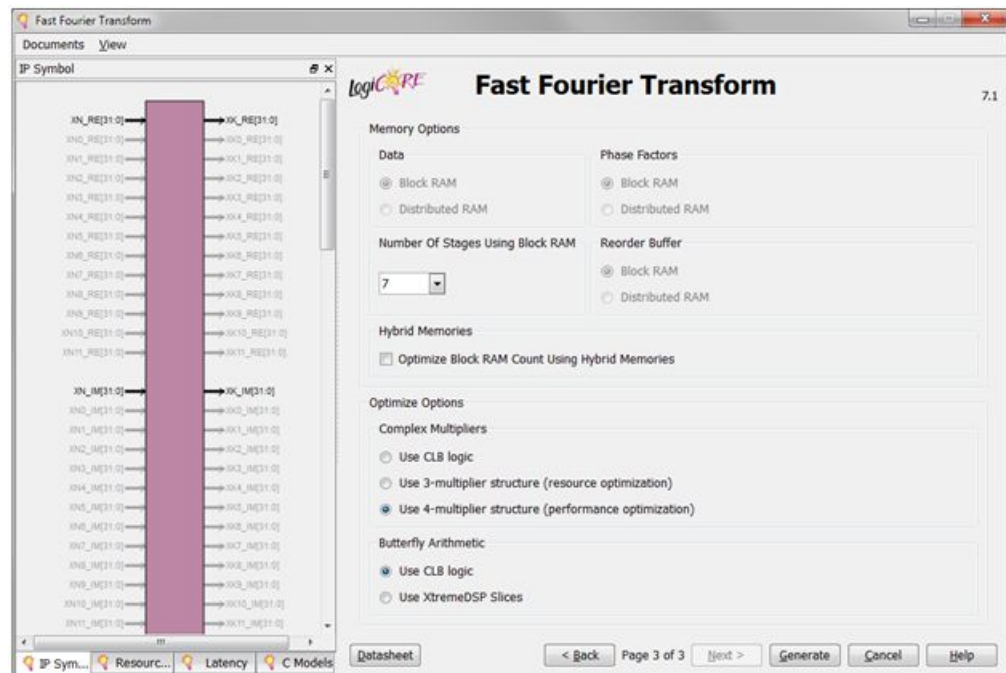 Fast Fourier Transform
Documents View
IP Symbol
XN_RE[31:0] XK_RE[31:0]
XN0_RE[31:0] XK0_RE[31:0]
XN1_RE[31:0] XK1_RE[31:0]
XN2_RE[31:0] XK2_RE[31:0]
XN3_RE[31:0] XK3_RE[31:0]
XN4_RE[31:0] XK4_RE[31:0]
XN5_RE[31:0] XK5_RE[31:0]
XN6_RE[31:0] XK6_RE[31:0]
XN7_RE[31:0] XK7_RE[31:0]
XN8_RE[31:0] XK8_RE[31:0]
XN9_RE[31:0] XK9_RE[31:0]
XN10_RE[31:0] XK10_RE[31:0]
XN11_RE[31:0] XK11_RE[31:0]
XN_IM[31:0] XK_IM[31:0]
XN0_IM[31:0] XK0_IM[31:0]
XN1_IM[31:0] XK1_IM[31:0]
XN2_IM[31:0] XK2_IM[31:0]
XN3_IM[31:0] XK3_IM[31:0]
XN4_IM[31:0] XK4_IM[31:0]
XN5_IM[31:0] XK5_IM[31:0]
XN6_IM[31:0] XK6_IM[31:0]
XN7_IM[31:0] XK7_IM[31:0]
XN8_IM[31:0] XK8_IM[31:0]
XN9_IM[31:0] XK9_IM[31:0]
XN10_IM[31:0] XK10_IM[31:0]
XN11_IM[31:0] XK11_IM[31:0]
IP Sym... Resourc... Latency C Models
LogiCORE
Fast Fourier Transform
7.1
Memory Options
Data
Block RAM
Distributed RAM
Phase Factors
Block RAM
Distributed RAM
Number Of Stages Using Block RAM
7
Reorder Buffer
Block RAM
Distributed RAM
Hybrid Memories
Optimize Block RAM Count Using Hybrid Memories
Optimize Options
Complex Multipliers
Use CLB logic
Use 3-multiplier structure (resource optimization)
Use 4-multiplier structure (performance optimization)
Butterfly Arithmetic
Use CLB logic
Use XtremeDSP Slices
Datasheet < Back Page 3 of 3 Next > Generate Cancel Help